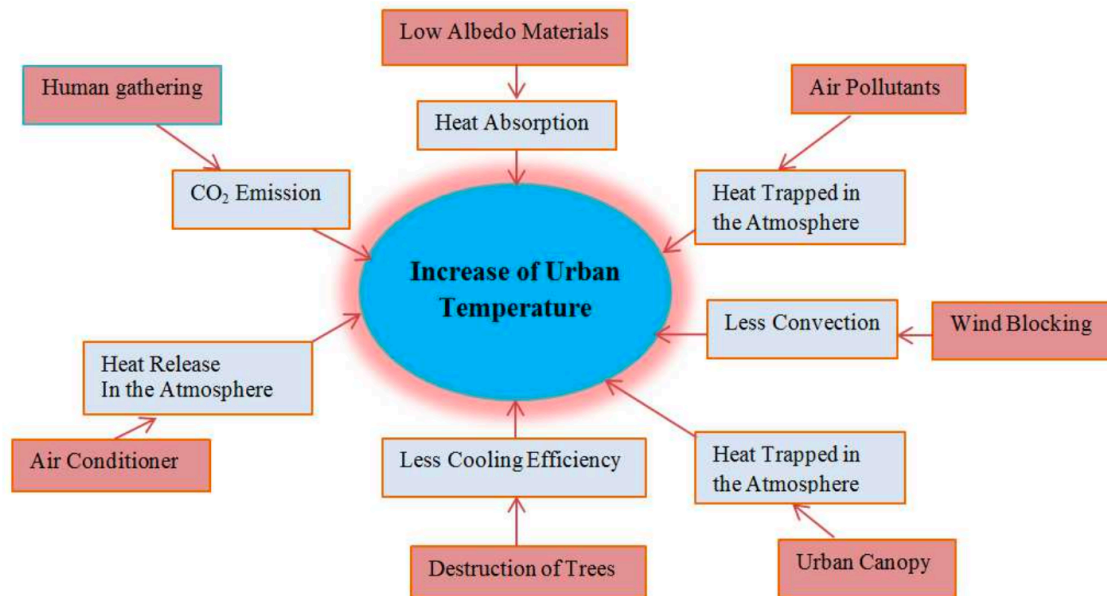 Low Albedo Materials
Human gathering
Air Pollutants
Heat Absorption
CO₂ Emission
Heat Trapped in
the Atmosphere
Increase of Urban
Temperature
Less Convection
Wind Blocking
Heat Release
In the Atmosphere
Air Conditioner
Less Cooling Efficiency
Heat Trapped in
the Atmosphere
Destruction of Trees
Urban Canopy